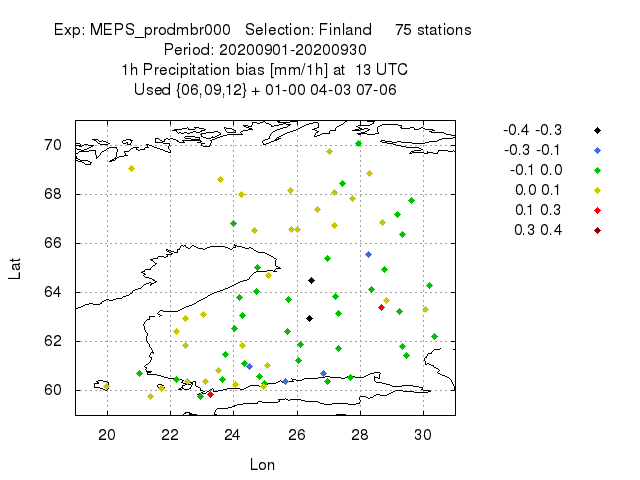 Exp: MEPS_prodmbr000 Selection: Finland 75 stations
Period: 20200901-20200930
1h Precipitation bias [mm/1h] at 13 UTC
Used {06,09,12} + 01-00 04-03 07-06
-0.4 -0.3
-0.3 -0.1
-0.1 0.0
0.0 0.1
0.1 0.3
0.3 0.4
70
68
66
64
62
60
Lat
20 22 24 26 28 30
Lon